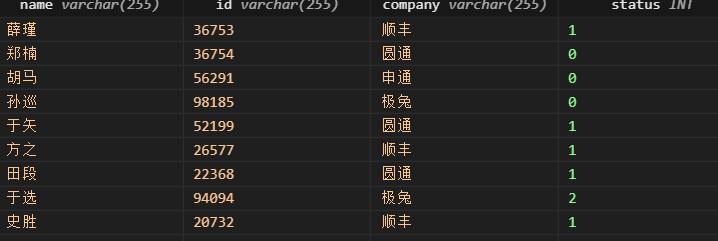 name varchar(255) id varchar(255) company varchar(255) status INT
薛瑾 36753 顺丰 1
郑楠 36754 圆通 0
胡马 56291 申通 0
孙巡 98185 极兔 0
于矢 52199 圆通 1
方之 26577 顺丰 1
田段 22368 圆通 1
于选 94094 极兔 2
史胜 20732 顺丰 1